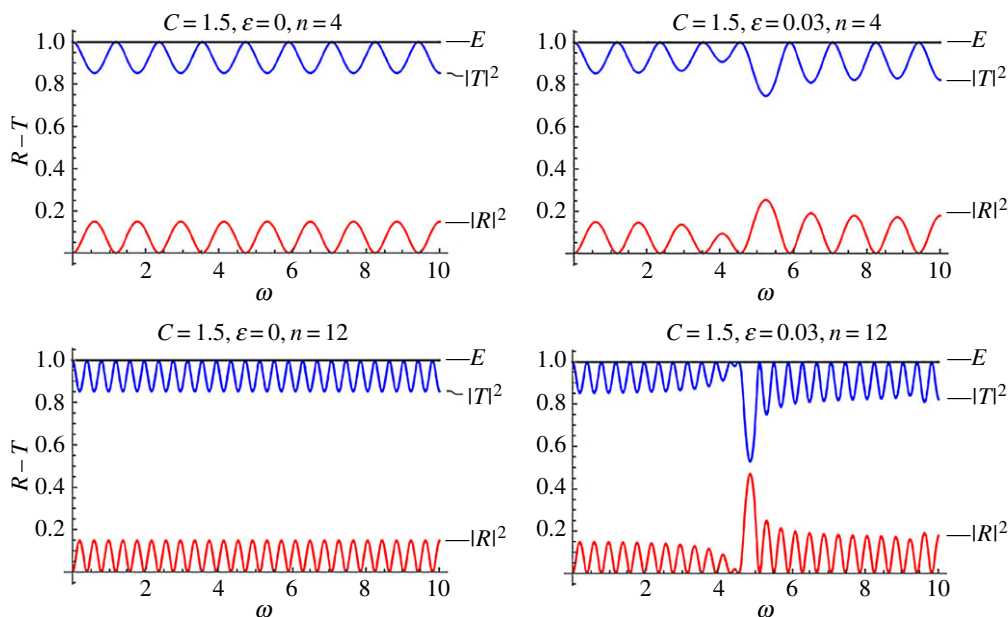 C = 1.5, ε = 0, n = 4
1.0
0.8
0.6
0.4
0.2
R – T
E
|T|²
|R|²
2 4 6 8 10
ω
C = 1.5, ε = 0.03, n = 4
1.0
0.8
0.6
0.4
0.2
E
|T|²
|R|²
2 4 6 8 10
ω
C = 1.5, ε = 0, n = 12
1.0
0.8
0.6
0.4
0.2
R – T
E
|T|²
|R|²
2 4 6 8 10
ω
C = 1.5, ε = 0.03, n = 12
1.0
0.8
0.6
0.4
0.2
E
|T|²
|R|²
2 4 6 8 10
ω